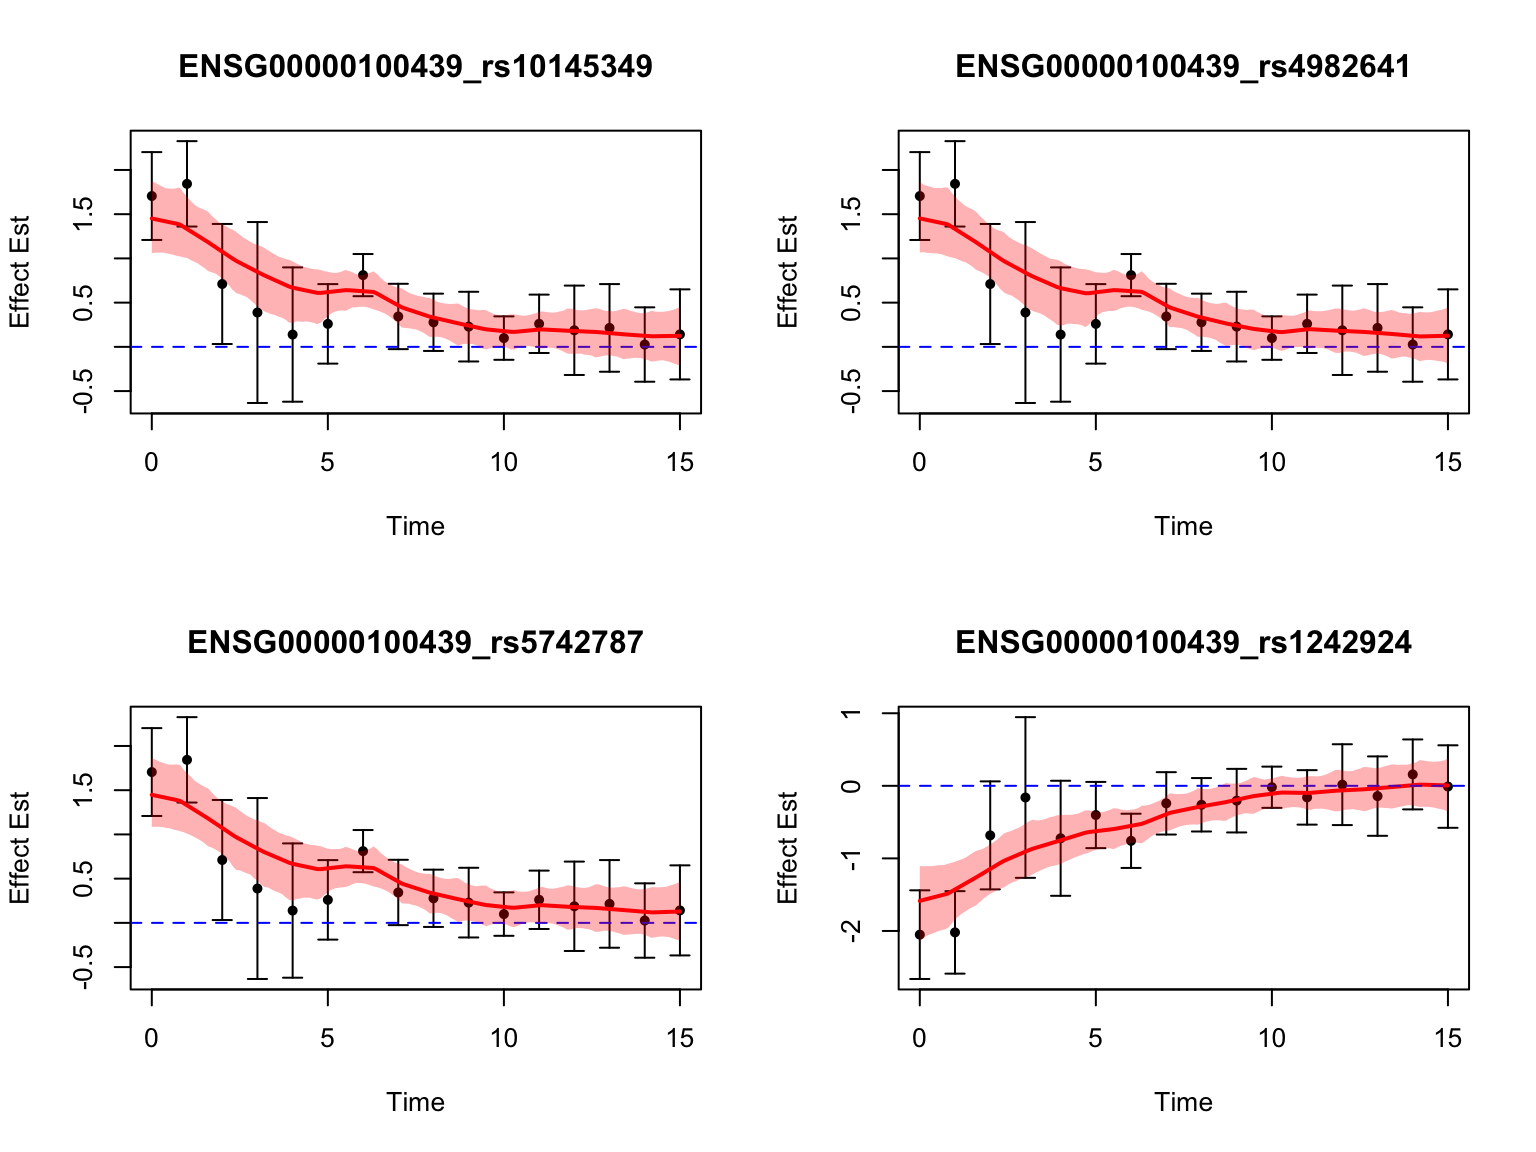 ENSG00000100439_rs10145349
Effect Est
1.5
0.5
-0.5
0 5 10 15
Time
ENSG00000100439_rs4982641
Effect Est
1.5
0.5
-0.5
0 5 10 15
Time
ENSG00000100439_rs5742787
Effect Est
1.5
0.5
-0.5
0 5 10 15
Time
ENSG00000100439_rs1242924
Effect Est
1
0
-1
-2
0 5 10 15
Time